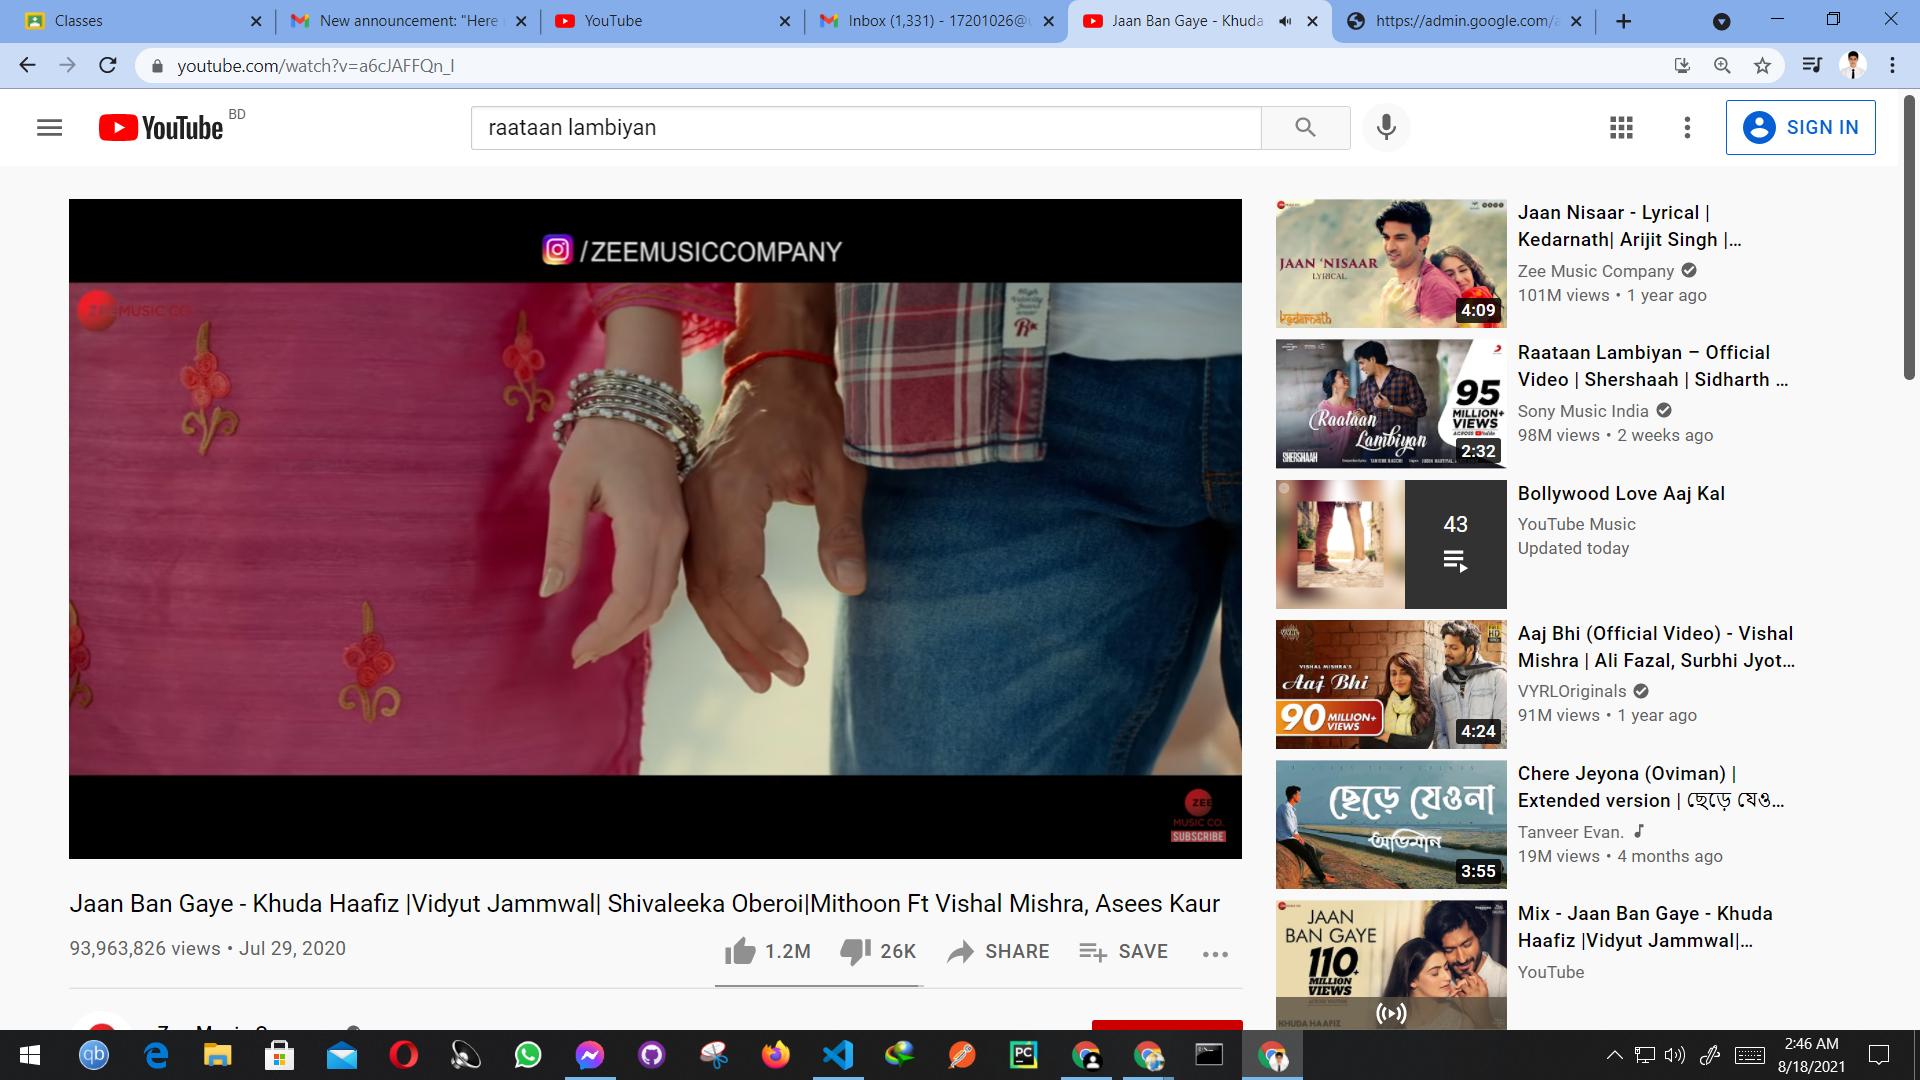 Classes
New announcement: "Here
YouTube
Inbox (1,331) - 17201026@
Jaan Ban Gaye - Khuda
https://admin.google.com/
youtube.com/watch?v=a6cJAFFQn_I
YouTube BD
raataan lambiyan
SIGN IN
/ZEEMUSICCOMPANY
ZEE MUSIC CO.
ZEE
MUSIC CO.
SUBSCRIBE
Jaan Ban Gaye - Khuda Haafiz |Vidyut Jammwal| Shivaleeka Oberoi|Mithoon Ft Vishal Mishra, Asees Kaur
93,963,826 views • Jul 29, 2020
1.2M
26K
SHARE
SAVE
JAAN 'NISAAR
LYRICAL
kedarnath
4:09
Jaan Nisaar - Lyrical |
Kedarnath| Arijit Singh |...
Zee Music Company
101M views • 1 year ago
95
MILLION+
VIEWS
Raataan
Lambiyan
SHERSHAAH
2:32
Raataan Lambiyan – Official
Video | Shershaah | Sidharth ...
Sony Music India
98M views • 2 weeks ago
43
Bollywood Love Aaj Kal
YouTube Music
Updated today
VISHAL MISHRA'S
Aaj Bhi
90 MILLION+
VIEWS
HD
4:24
Aaj Bhi (Official Video) - Vishal
Mishra | Ali Fazal, Surbhi Jyot...
VYRLOriginals
91M views • 1 year ago
ছেড়ে যেওনা
অভিমান
3:55
Chere Jeyona (Oviman) |
Extended version | ছেড়ে যেও...
Tanveer Evan.
19M views • 4 months ago
JAAN
BAN GAYE
110+
MILLION
VIEWS
KHUDA HAAFIZ
Mix - Jaan Ban Gaye - Khuda
Haafiz |Vidyut Jammwal|...
YouTube
qb
PC
2:46 AM
8/18/2021